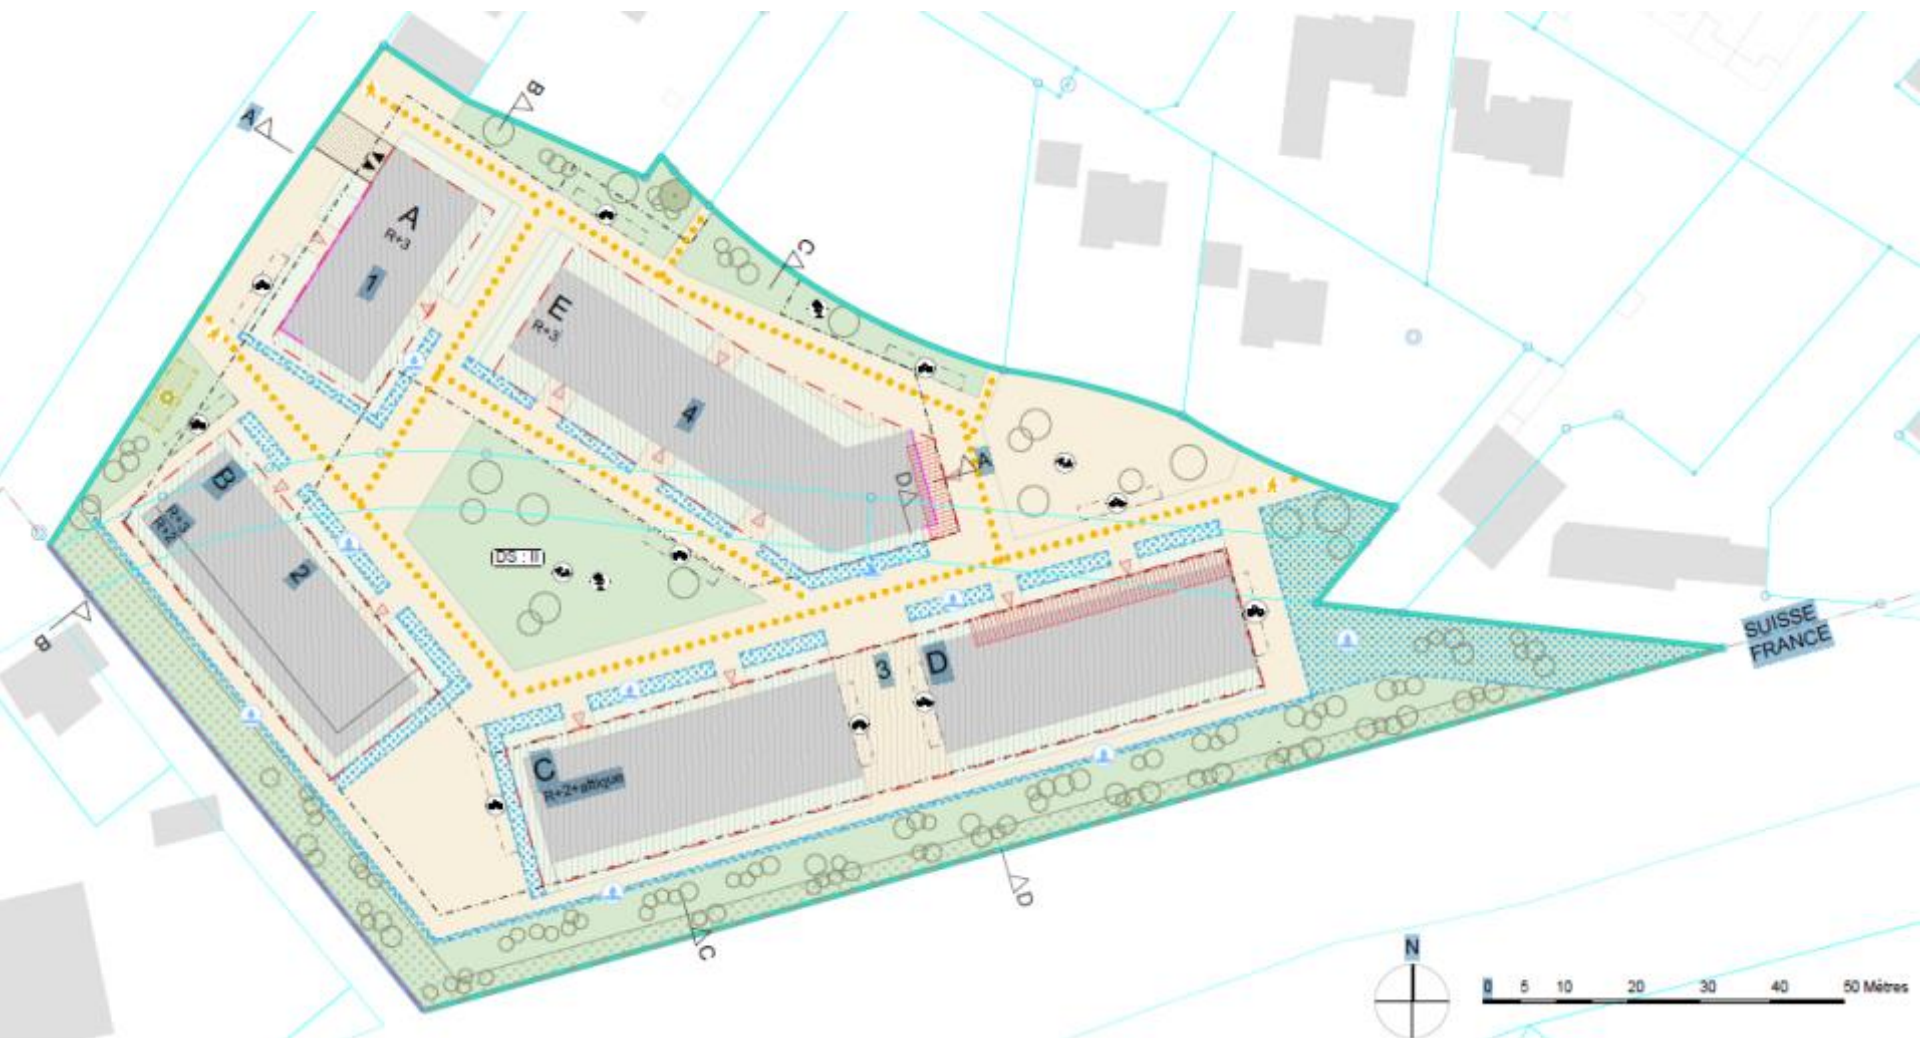 B
A
C
A
R+3
1
E
R+3
4
A
D
B
R+3
R+2
2
DS : II
B
3
D
C
R+2+attique
SUISSE
FRANCE
D
C
N
0 5 10 20 30 40 50 Mètres